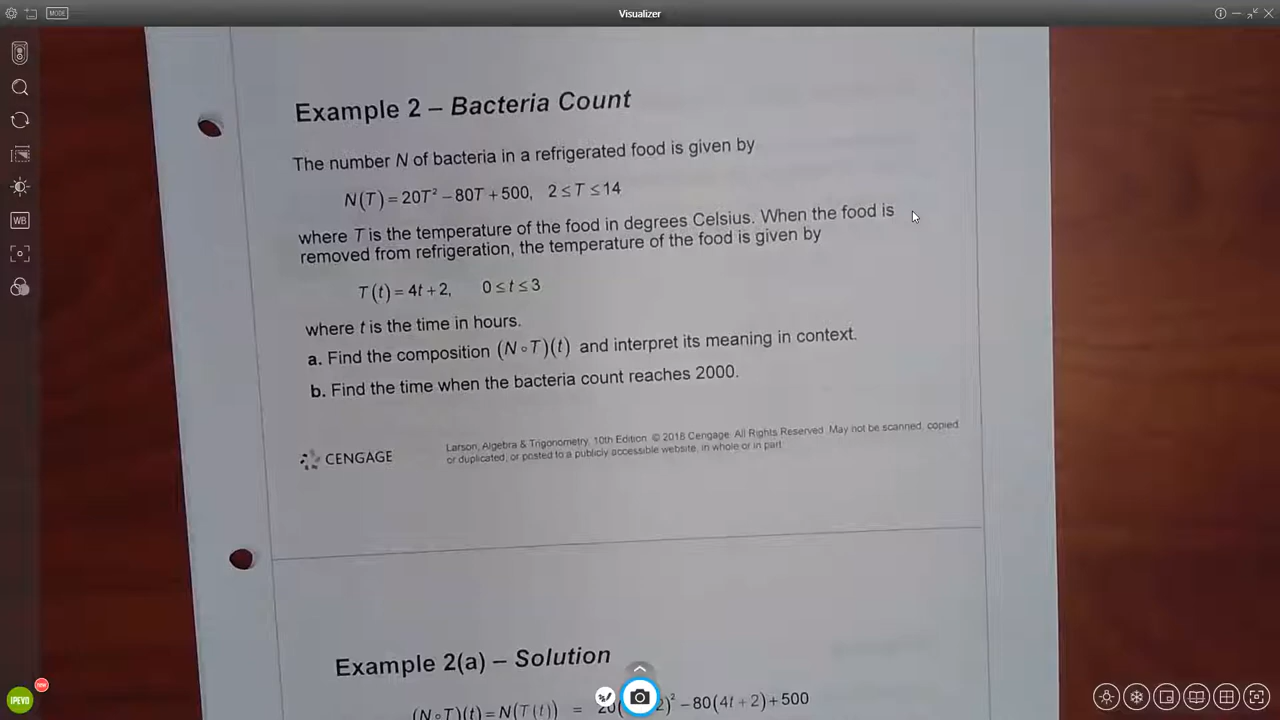 MODE
Visualizer
Example 2 – Bacteria Count
The number N of bacteria in a refrigerated food is given by
N(T) = 20T² − 80T + 500, 2 ≤ T ≤ 14
where T is the temperature of the food in degrees Celsius. When the food is
removed from refrigeration, the temperature of the food is given by
T(t) = 4t + 2, 0 ≤ t ≤ 3
where t is the time in hours.
a. Find the composition (N ∘ T)(t) and interpret its meaning in context.
b. Find the time when the bacteria count reaches 2000.
CENGAGE
Larson, Algebra & Trigonometry, 10th Edition. © 2018 Cengage. All Rights Reserved. May not be scanned, copied
or duplicated, or posted to a publicly accessible website, in whole or in part.
Example 2(a) – Solution
(N ∘ T)(t) = N(T(t)) = 20( 2)² − 80(4t + 2) + 500
WB
IPEVO
new